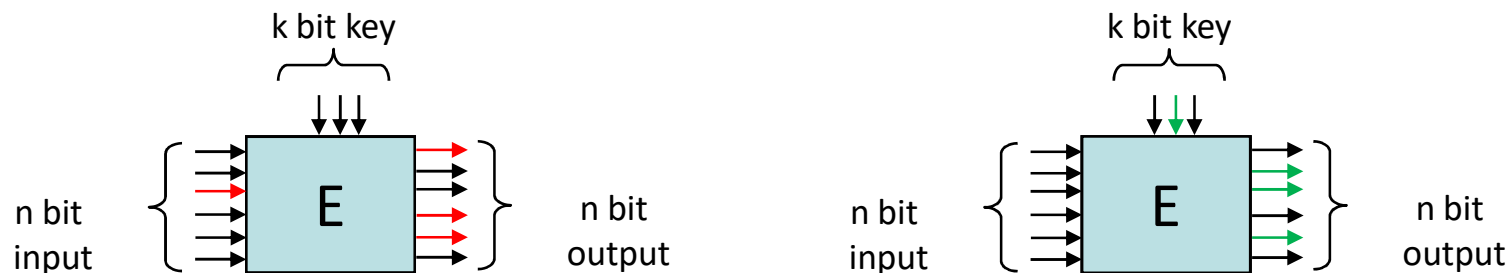 k bit key
n bit
input
E
n bit
output
k bit key
n bit
input
E
n bit
output